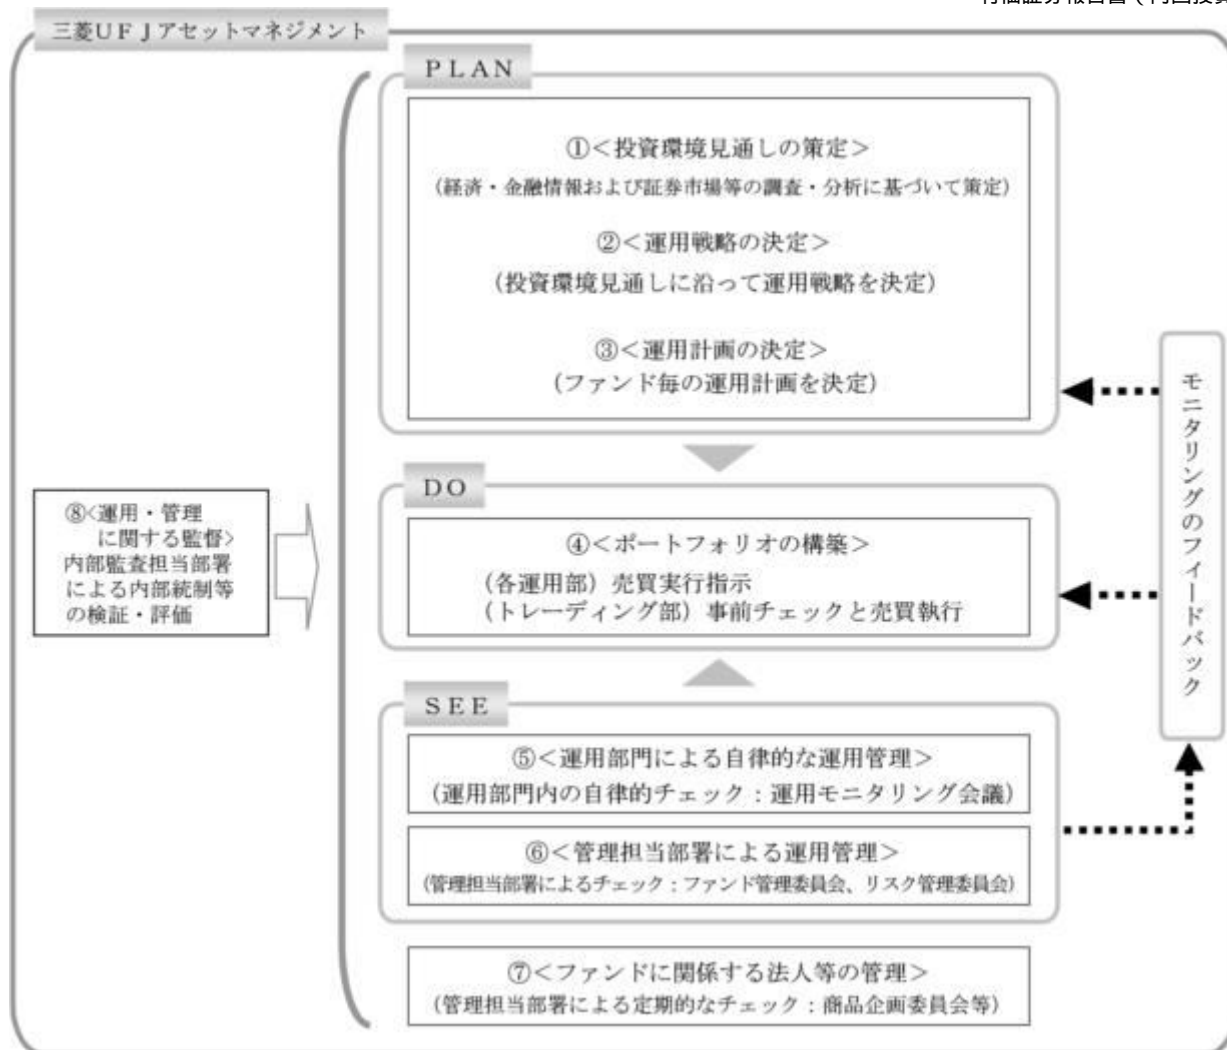 三菱UFJアセットマネジメント
PLAN
①<投資環境見通しの策定>
(経済・金融情報および証券市場等の調査・分析に基づいて策定)
②<運用戦略の決定>
(投資環境見通しに沿って運用戦略を決定)
③<運用計画の決定>
(ファンド毎の運用計画を決定)
DO
④<ポートフォリオの構築>
(各運用部)売買実行指示
(トレーディング部)事前チェックと売買執行
SEE
⑤<運用部門による自律的な運用管理>
(運用部門内の自律的チェック:運用モニタリング会議)
⑥<管理担当部署による運用管理>
(管理担当部署によるチェック:ファンド管理委員会、リスク管理委員会)
⑦<ファンドに関係する法人等の管理>
(管理担当部署による定期的なチェック:商品企画委員会等)
⑧<運用・管理
に関する監督>
内部監査担当部署
による内部統制等
の検証・評価
モニタリングのフィードバック